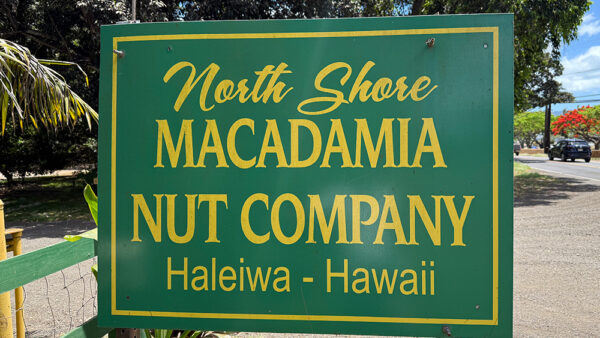 North Shore
MACADAMIA
NUT COMPANY
Haleiwa - Hawaii